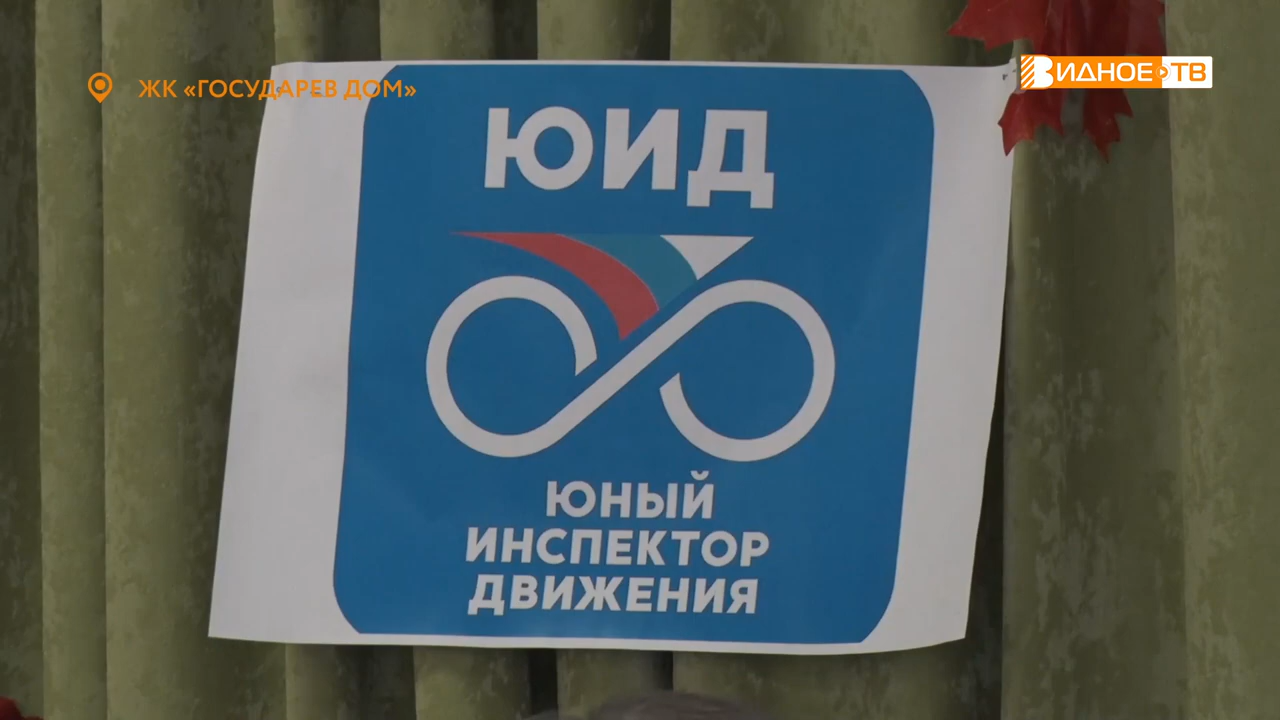 ЖК «ГОСУДАРЕВ ДОМ»
ВИДНОЕ ТВ
ЮИД
ЮНЫЙ
ИНСПЕКТОР
ДВИЖЕНИЯ